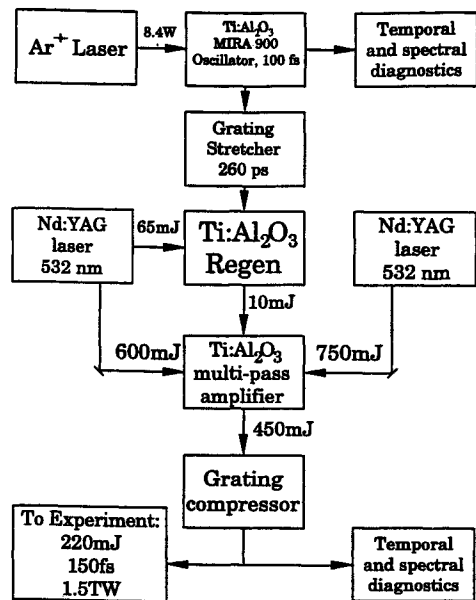 Ar+ Laser
8.4W
Ti:Al2O3
MIRA 900
Oscillator, 100 fs
Temporal
and spectral
diagnostics
Grating
Stretcher
260 ps
Nd:YAG
laser
532 nm
65mJ
Ti:Al2O3
Regen
Nd:YAG
laser
532 nm
10mJ
600mJ
Ti:Al2O3
multi-pass
amplifier
750mJ
450mJ
Grating
compressor
To Experiment:
220mJ
150fs
1.5TW
Temporal
and spectral
diagnostics